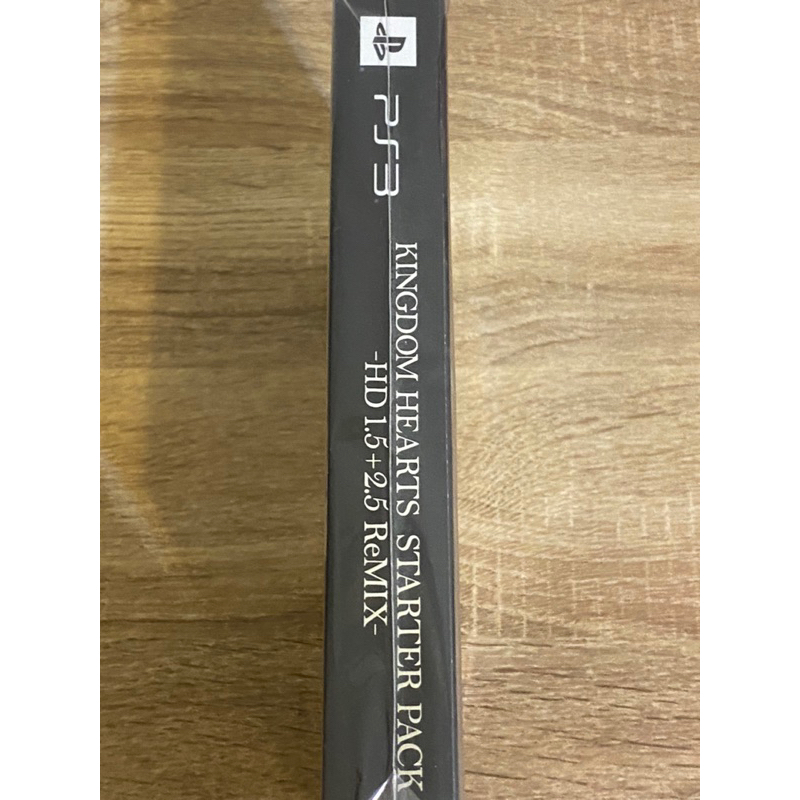 PS3
KINGDOM HEARTS STARTER PACK
-HD 1.5+2.5 ReMIX-